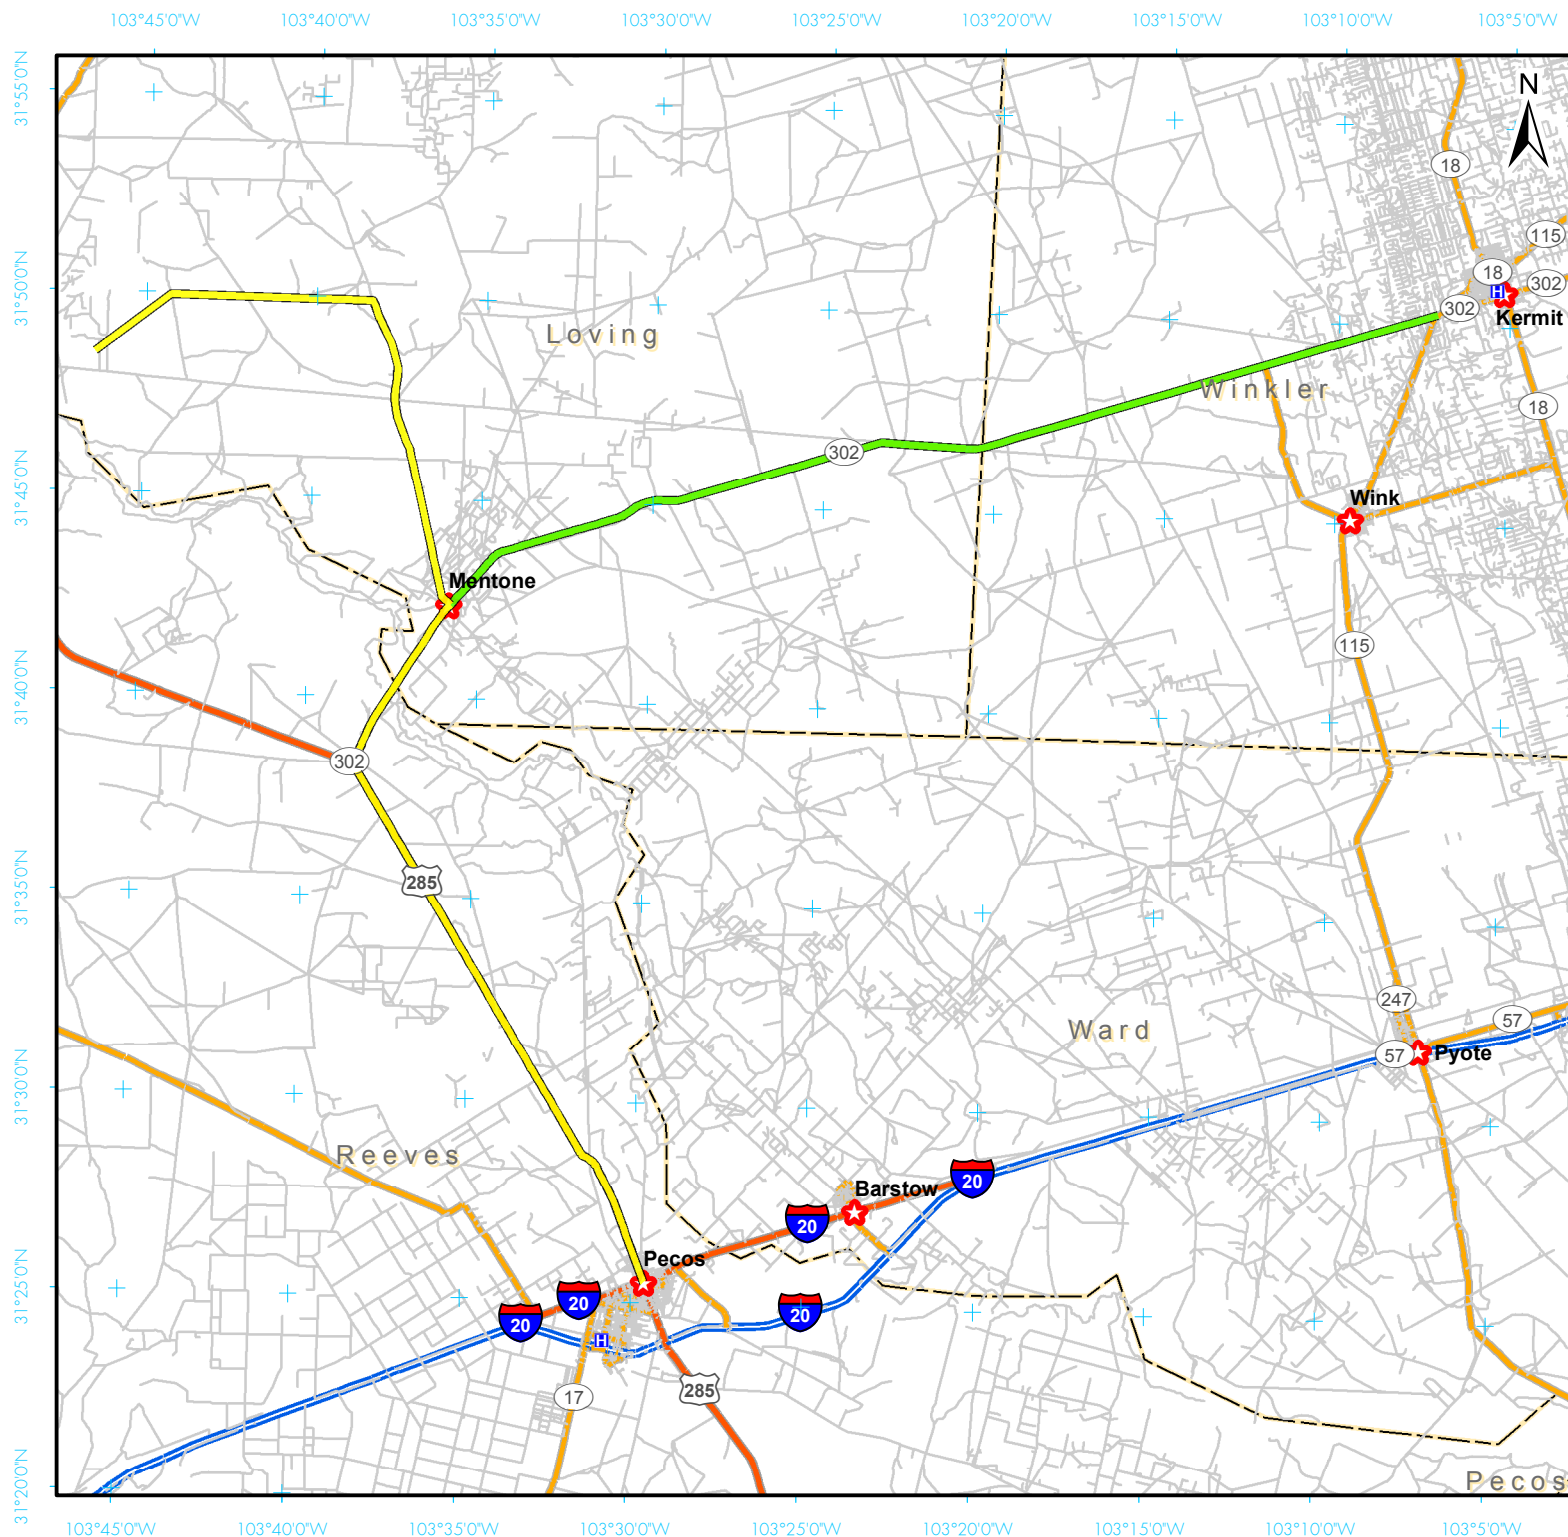 103°45'0"W 103°40'0"W 103°35'0"W 103°30'0"W 103°25'0"W 103°20'0"W 103°15'0"W 103°10'0"W 103°5'0"W
31°55'0"N
N
18
115
31°50'0"N
18
302
H
302
Kermit
Loving
Winkler
18
302
31°45'0"N
Wink
Mentone
115
31°40'0"N
302
285
31°35'0"N
247
57
Ward
57
Pyote
31°30'0"N
Reeves
20
Barstow
20
Pecos
31°25'0"N
20
20
20
H
285
17
31°20'0"N
Pecos
103°45'0"W 103°40'0"W 103°35'0"W 103°30'0"W 103°25'0"W 103°20'0"W 103°15'0"W 103°10'0"W 103°5'0"W